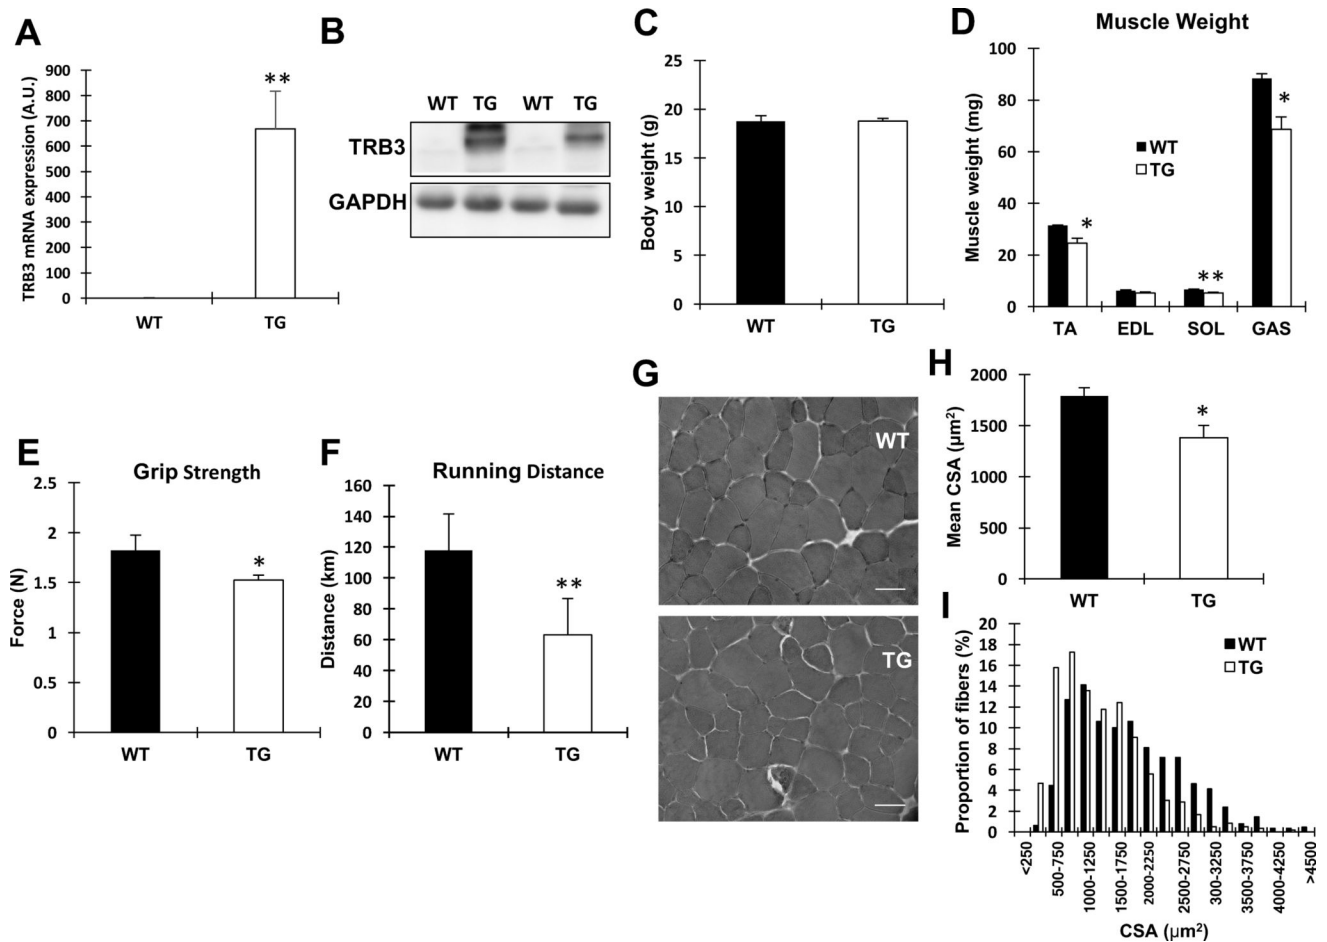 A
TRB3 mRNA expression (A.U.)
900
800
700
600
500
400
300
200
100
0
**
WT
TG
B
WT TG WT TG
TRB3
GAPDH
C
Body weight (g)
25
20
15
10
5
0
WT
TG
D
Muscle Weight
Muscle weight (mg)
100
80
60
40
20
0
WT
TG
*
**
*
TA
EDL
SOL
GAS
E
Grip Strength
Force (N)
2.5
2
1.5
1
0.5
0
*
WT
TG
F
Running Distance
Distance (km)
160
140
120
100
80
60
40
20
0
**
WT
TG
G
WT
TG
H
Mean CSA (µm²)
2000
1500
1000
500
0
*
WT
TG
I
Proportion of fibers (%)
20
18
16
14
12
10
8
6
4
2
0
WT
TG
<250
500-750
1000-1250
1500-1750
2000-2250
2500-2750
300-3250
3500-3750
4000-4250
>4500
CSA (µm²)